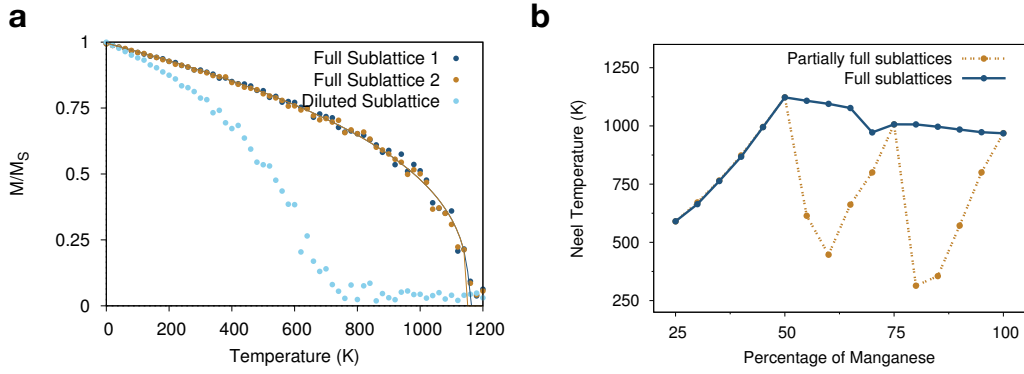 a
M/MS
1
0.75
0.5
0.25
0
Full Sublattice 1
Full Sublattice 2
Diluted Sublattice
0 200 400 600 800 1000 1200
Temperature (K)
b
Neel Temperature (K)
1250
1000
750
500
250
Partially full sublattices
Full sublattices
25 50 75 100
Percentage of Manganese